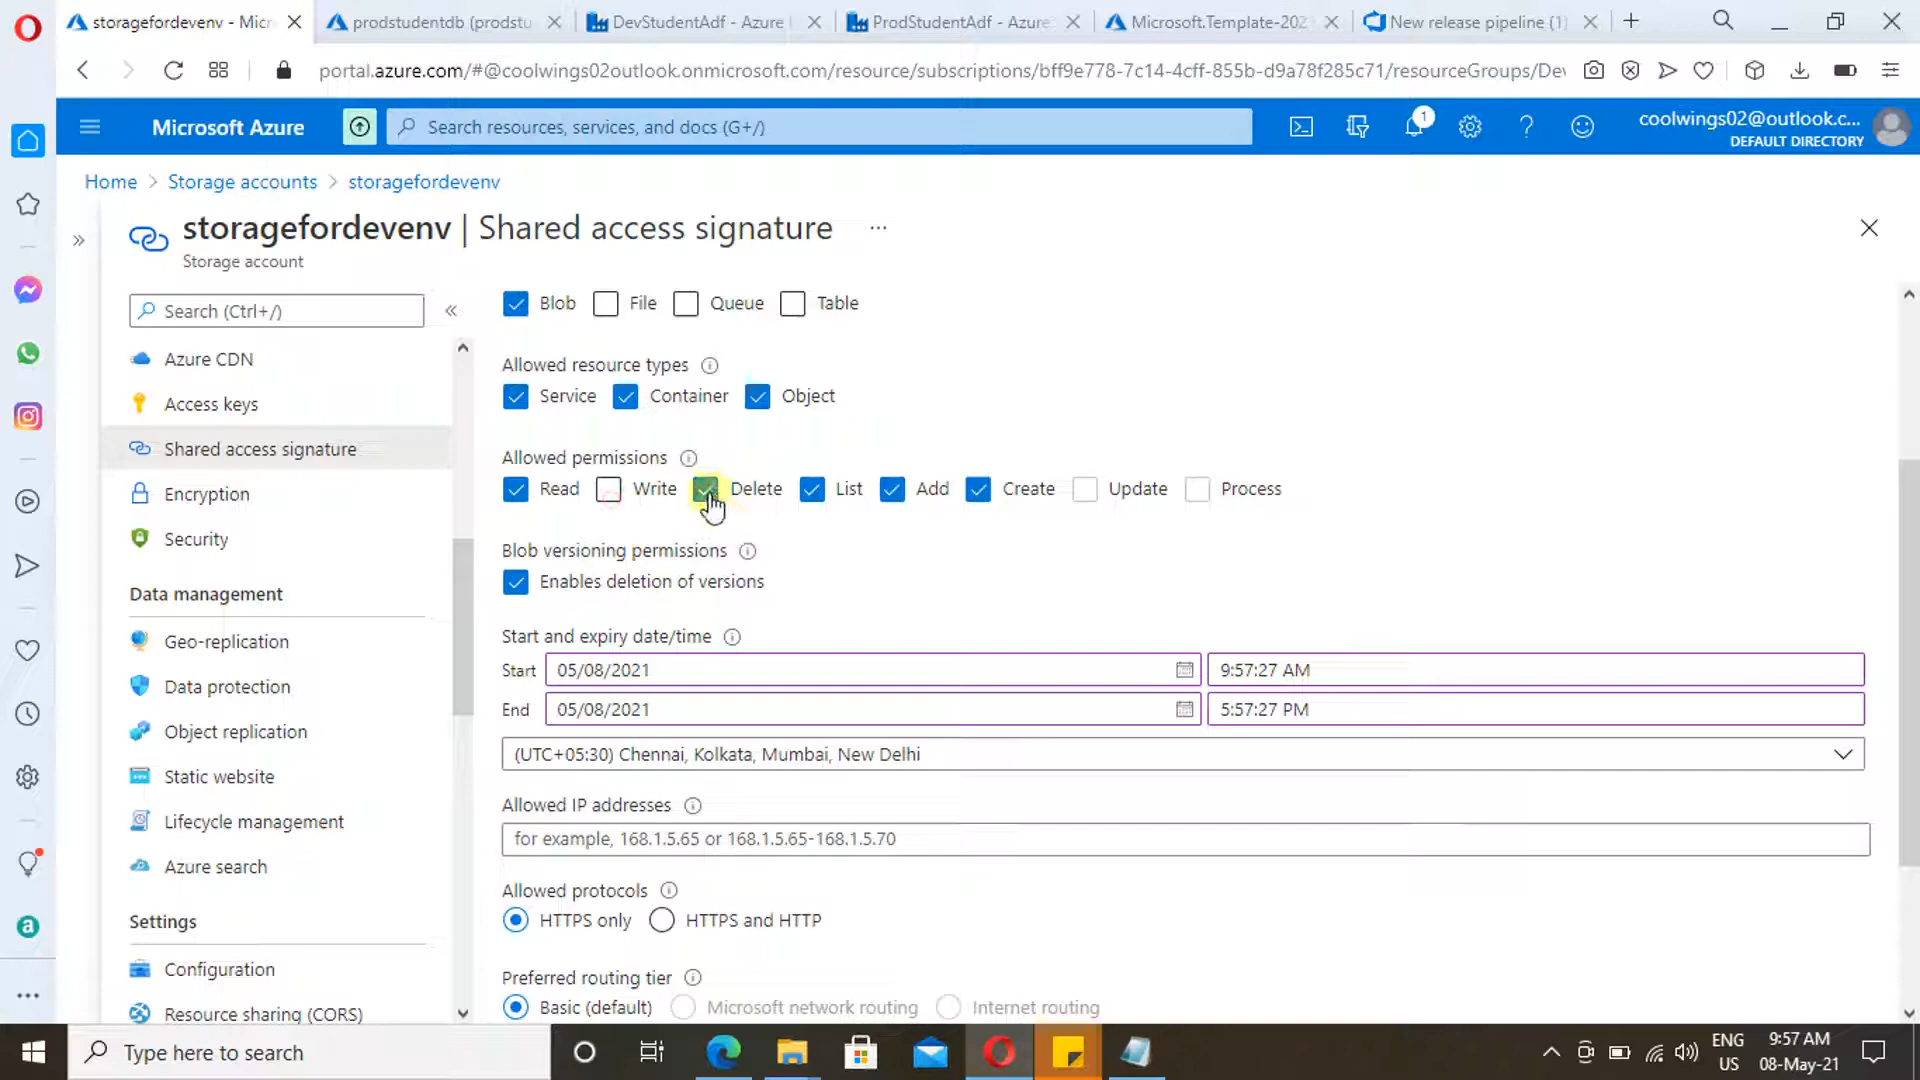 storagefordevenv - Micr
prodstudentdb (prodstu
DevStudentAdf - Azure
ProdStudentAdf - Azure
Microsoft.Template-202
New release pipeline (1)
portal.azure.com/#@coolwings02outlook.onmicrosoft.com/resource/subscriptions/bff9e778-7c14-4cff-855b-d9a78f285c71/resourceGroups/De
Microsoft Azure
Search resources, services, and docs (G+/)
1
coolwings02@outlook.c...
DEFAULT DIRECTORY
Home > Storage accounts > storagefordevenv
storagefordevenv | Shared access signature ...
Storage account
Search (Ctrl+/)
«
Azure CDN
Access keys
Shared access signature
Encryption
Security
Data management
Geo-replication
Data protection
Object replication
Static website
Lifecycle management
Azure search
Settings
Configuration
Resource sharing (CORS)
Blob File Queue Table
Allowed resource types
Service Container Object
Allowed permissions
Read Write Delete List Add Create Update Process
Blob versioning permissions
Enables deletion of versions
Start and expiry date/time
Start 05/08/2021 9:57:27 AM
End 05/08/2021 5:57:27 PM
(UTC+05:30) Chennai, Kolkata, Mumbai, New Delhi
Allowed IP addresses
for example, 168.1.5.65 or 168.1.5.65-168.1.5.70
Allowed protocols
HTTPS only HTTPS and HTTP
Preferred routing tier
Basic (default) Microsoft network routing Internet routing
Type here to search
ENG
US
9:57 AM
08-May-21